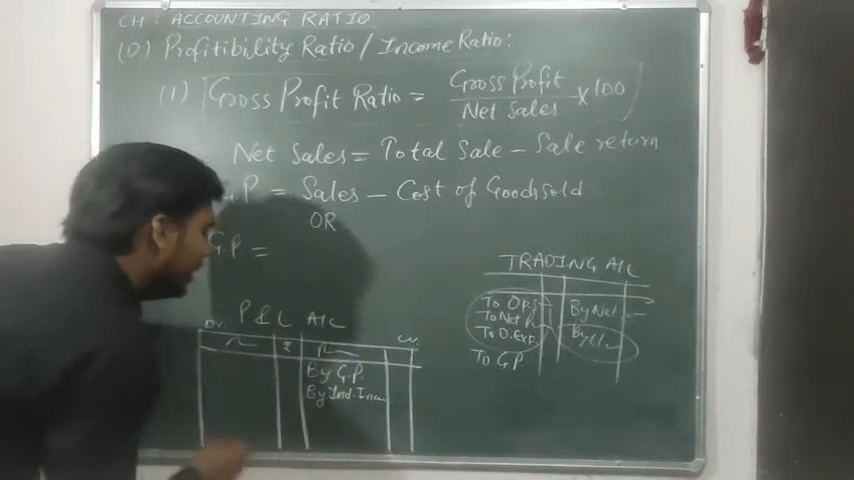 CH: ACCOUNTING RATIO
(D) Profitibility Ratio / Income Ratio:
(1) Gross Profit Ratio = Gross Profit / Net Sales × 100
Net Sales = Total Sale - Sale return
G.P = Sales - Cost of Goods sold
OR
G.P =
TRADING A/C
To Op.s
By Net
To Net P
To D.Exp.
By Cl.
To G.P.
P & L A/C
Dr.
Cr.
₹
By G.P.
By Ind. Inc